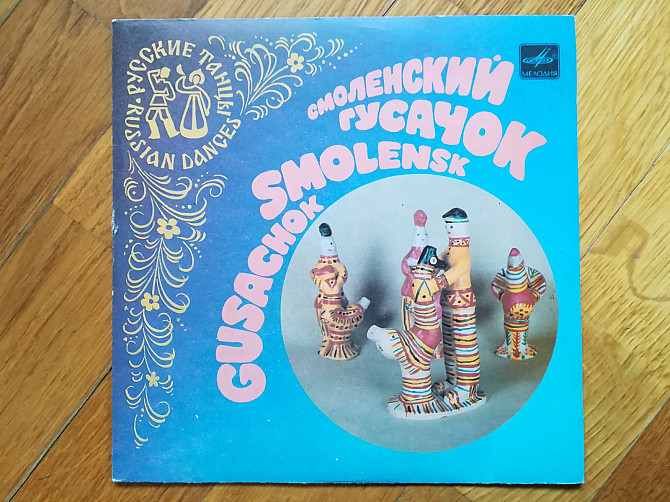 РУССКИЕ ТАНЦЫ • RUSSIAN DANCES
МЕЛОДИЯ
СМОЛЕНСКИЙ
ГУСАЧОК
SMOLENSK
GUSACHOK